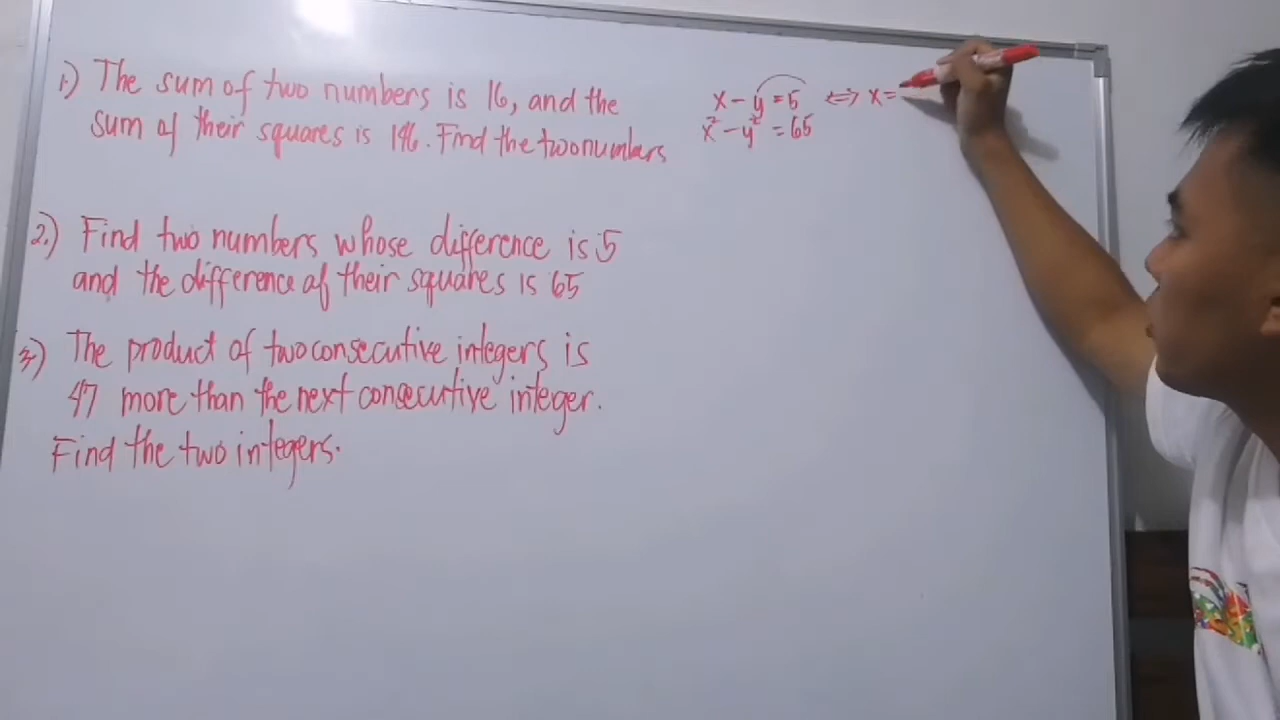 1.) The sum of two numbers is 16, and the
sum of their squares is 146. Find the two numbers
2.) Find two numbers whose difference is 5
and the difference of their squares is 65
3.) The product of two consecutive integers is
47 more than the next consecutive integer.
Find the two integers.
x - y = 5 ⟺ x =
x² - y² = 65